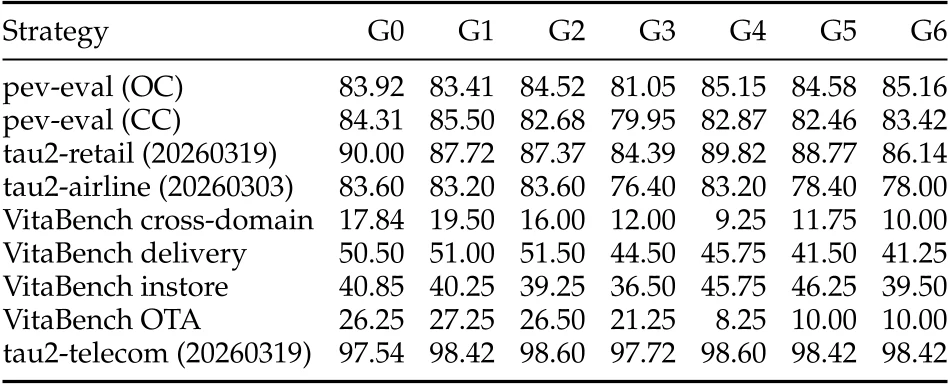 Strategy G0 G1 G2 G3 G4 G5 G6
pev-eval (OC) 83.92 83.41 84.52 81.05 85.15 84.58 85.16
pev-eval (CC) 84.31 85.50 82.68 79.95 82.87 82.46 83.42
tau2-retail (20260319) 90.00 87.72 87.37 84.39 89.82 88.77 86.14
tau2-airline (20260303) 83.60 83.20 83.60 76.40 83.20 78.40 78.00
VitaBench cross-domain 17.84 19.50 16.00 12.00 9.25 11.75 10.00
VitaBench delivery 50.50 51.00 51.50 44.50 45.75 41.50 41.25
VitaBench instore 40.85 40.25 39.25 36.50 45.75 46.25 39.50
VitaBench OTA 26.25 27.25 26.50 21.25 8.25 10.00 10.00
tau2-telecom (20260319) 97.54 98.42 98.60 97.72 98.60 98.42 98.42